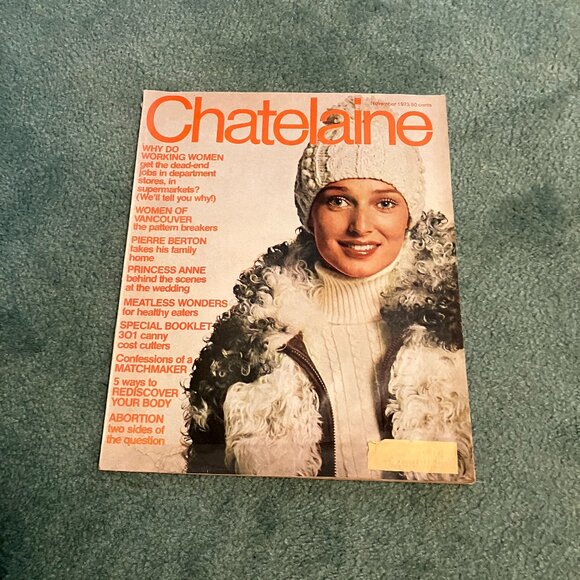 November 1973/50 cents
Chatelaine
WHY DO
WORKING WOMEN
get the dead-end
jobs in department
stores, in
supermarkets?
(We'll tell you why!)
WOMEN OF
VANCOUVER
the pattern breakers
PIERRE BERTON
takes his family
home
PRINCESS ANNE
behind the scenes
at the wedding
MEATLESS WONDERS
for healthy eaters
SPECIAL BOOKLET
301 canny
cost cutters
Confessions of a
MATCHMAKER
5 ways to
REDISCOVER
YOUR BODY
ABORTION
two sides of
the question